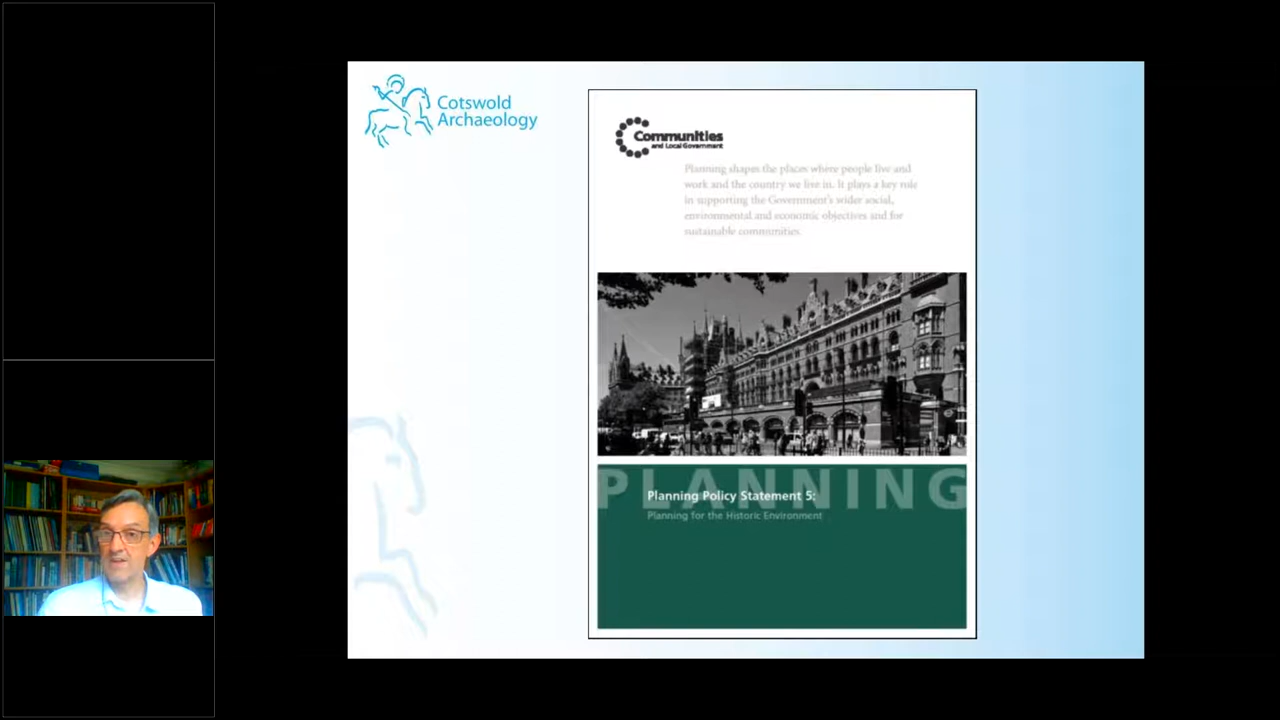 Cotswold
Archaeology
Communities
and Local Government
Planning shapes the places where people live and
work and the country we live in. It plays a key role
in supporting the Government's wider social,
environmental and economic objectives and for
sustainable communities.
PLANNING
Planning Policy Statement 5:
Planning for the Historic Environment